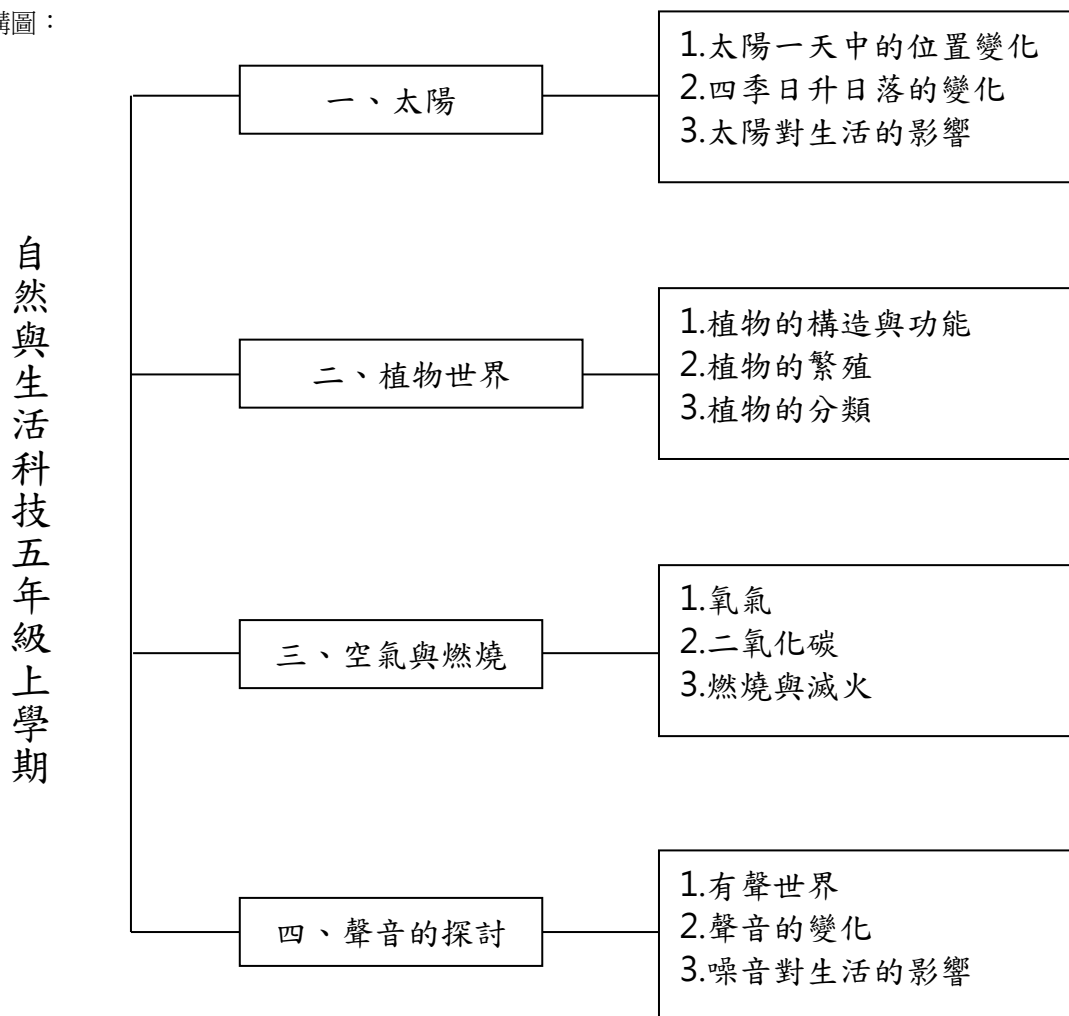 構圖：
自然與生活科技五年級上學期
一、太陽
1.太陽一天中的位置變化
2.四季日升日落的變化
3.太陽對生活的影響
二、植物世界
1.植物的構造與功能
2.植物的繁殖
3.植物的分類
三、空氣與燃燒
1.氧氣
2.二氧化碳
3.燃燒與滅火
四、聲音的探討
1.有聲世界
2.聲音的變化
3.噪音對生活的影響